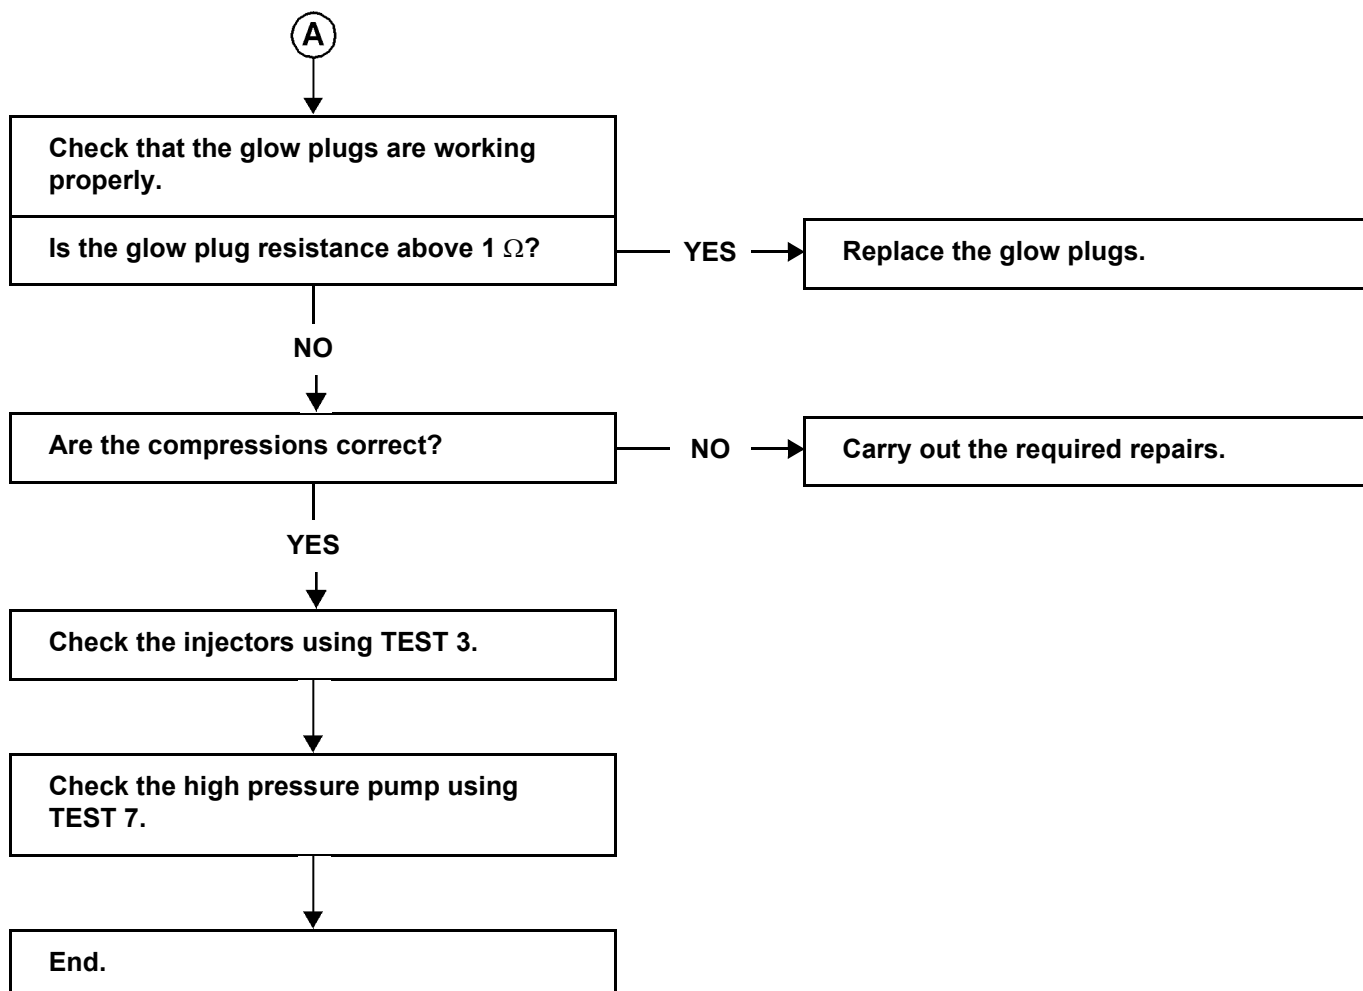 A
Check that the glow plugs are working
properly.
Is the glow plug resistance above 1 Ω?
YES
Replace the glow plugs.
NO
Are the compressions correct?
NO
Carry out the required repairs.
YES
Check the injectors using TEST 3.
Check the high pressure pump using
TEST 7.
End.